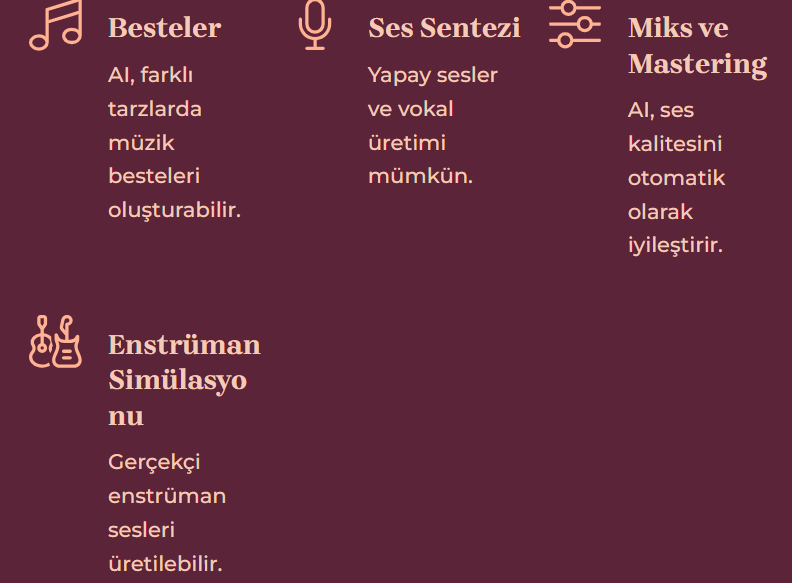 Besteler
AI, farklı
tarzlarda
müzik
besteleri
oluşturabilir.
Ses Sentezi
Yapay sesler
ve vokal
üretimi
mümkün.
Miks ve
Mastering
AI, ses
kalitesini
otomatik
olarak
iyileştirir.
Enstrüman
Simülasyo
nu
Gerçekçi
enstrüman
sesleri
üretilebilir.